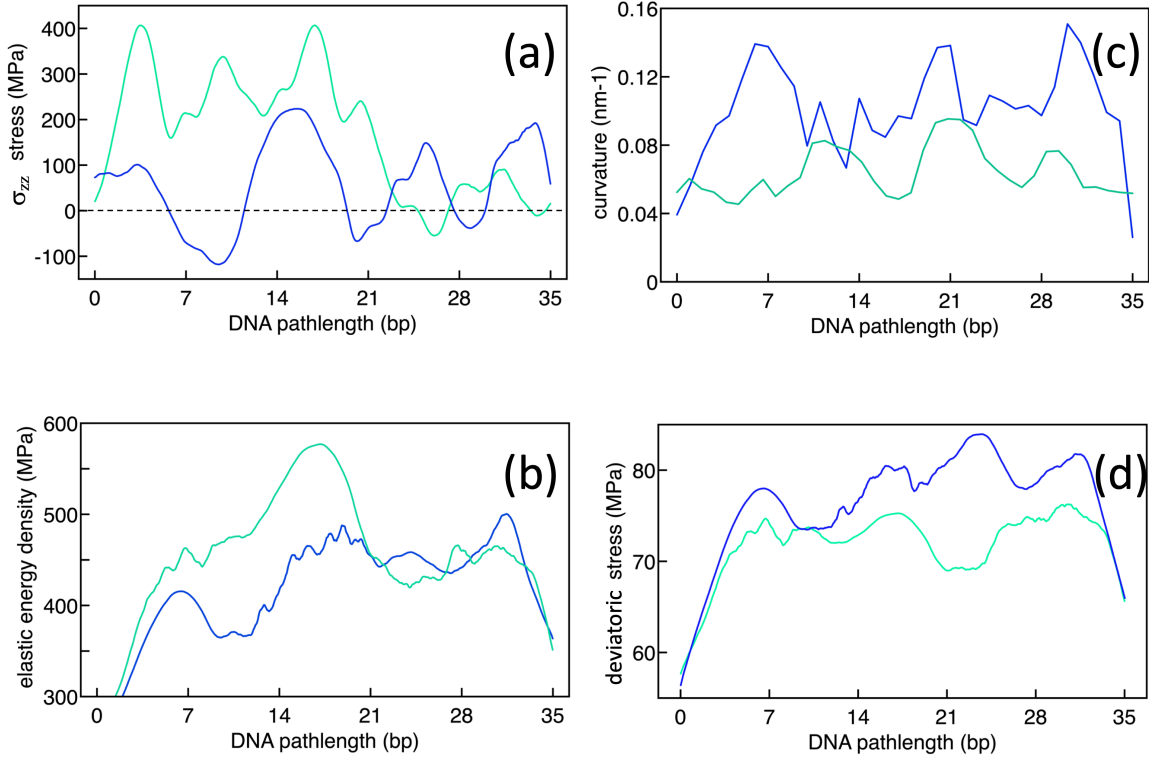 400
300
200
100
0
-100
σzz stress (MPa)
(a)
0 7 14 21 28 35
DNA pathlength (bp)
0.16
0.12
0.08
0.04
0
curvature (nm-1)
(c)
0 7 14 21 28 35
DNA pathlength (bp)
600
500
400
300
elastic energy density (MPa)
(b)
0 7 14 21 28 35
DNA pathlength (bp)
80
70
60
deviatoric stress (MPa)
(d)
0 7 14 21 28 35
DNA pathlength (bp)